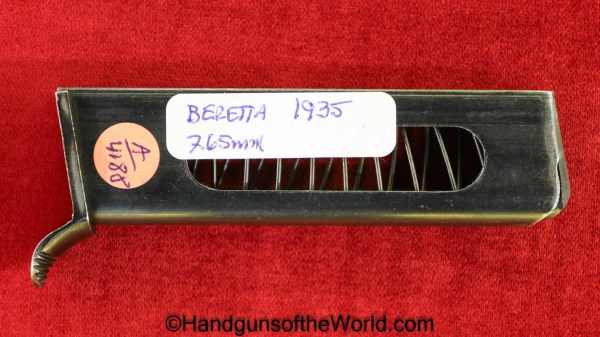 BERETTA 1935
7.65mm
A
4188
©HandgunsoftheWorld.com